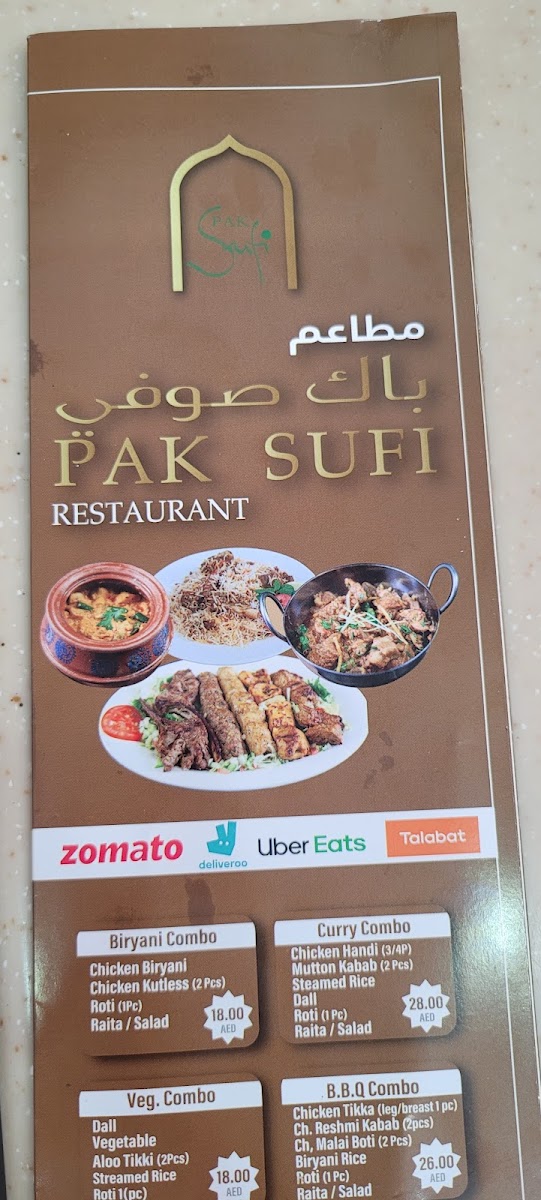 PAK
Sufi
مطاعم
باك صوفي
PAK SUFI
RESTAURANT
zomato
deliveroo
Uber Eats
Talabat
Biryani Combo
Chicken Biryani
Chicken Kutless (2 Pcs)
Roti (1Pc)
Raita / Salad
18.00
AED
Curry Combo
Chicken Handi (3/4P)
Mutton Kabab (2 Pcs)
Steamed Rice
Dall
Roti (1 Pc)
Raita / Salad
28.00
AED
Veg. Combo
Dall
Vegetable
Aloo Tikki (2Pcs)
Streamed Rice
Roti 1(pc)
18.00
AED
B.B.Q Combo
Chicken Tikka (leg/breast 1 pc)
Ch. Reshmi Kabab (2pcs)
Ch, Malai Boti (2 Pcs)
Biryani Rice
Roti (1 Pc)
Raita / Salad
26.00
AED